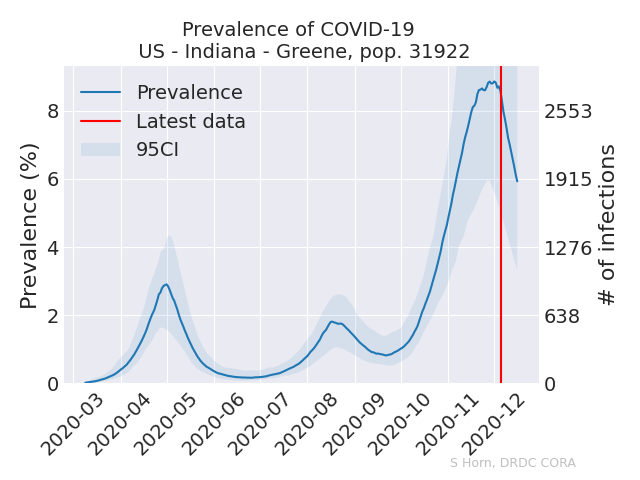 Prevalence of COVID-19
US - Indiana - Greene, pop. 31922
Prevalence
Latest data
95CI
Prevalence (%)
8
6
4
2
0
2553
1915
1276
638
0
# of infections
2020-03
2020-04
2020-05
2020-06
2020-07
2020-08
2020-09
2020-10
2020-11
2020-12
S Horn, DRDC CORA